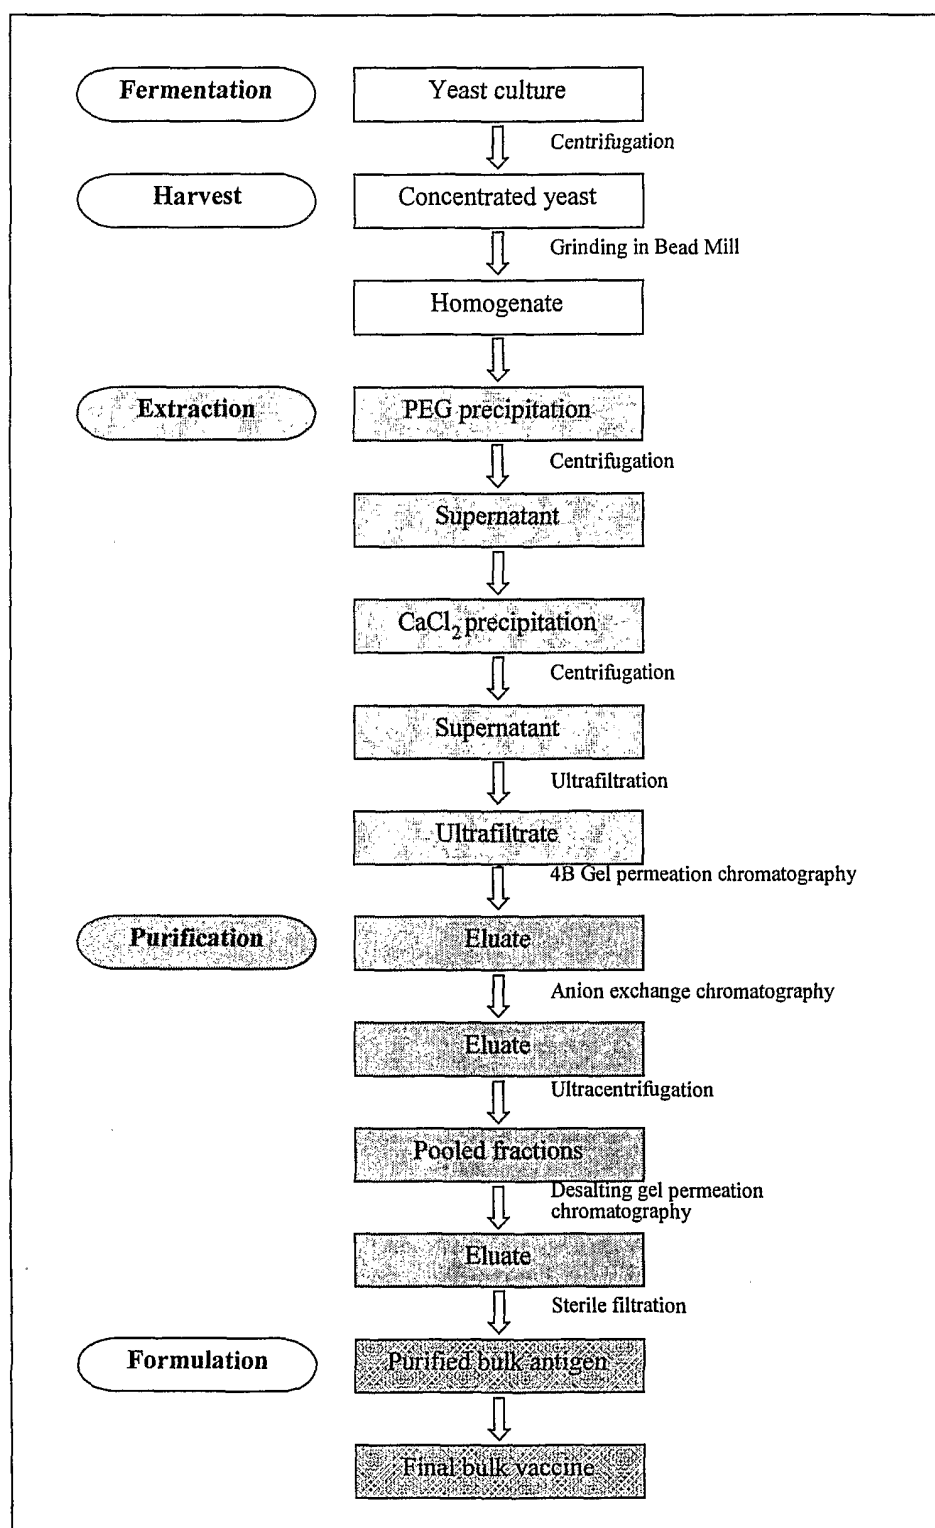 Fermentation
Yeast culture
Centrifugation
Harvest
Concentrated yeast
Grinding in Bead Mill
Homogenate
Extraction
PEG precipitation
Centrifugation
Supernatant
CaCl₂ precipitation
Centrifugation
Supernatant
Ultrafiltration
Ultrafiltrate
4B Gel permeation chromatography
Purification
Eluate
Anion exchange chromatography
Eluate
Ultracentrifugation
Pooled fractions
Desalting gel permeation
chromatography
Eluate
Sterile filtration
Formulation
Purified bulk antigen
Final bulk vaccine